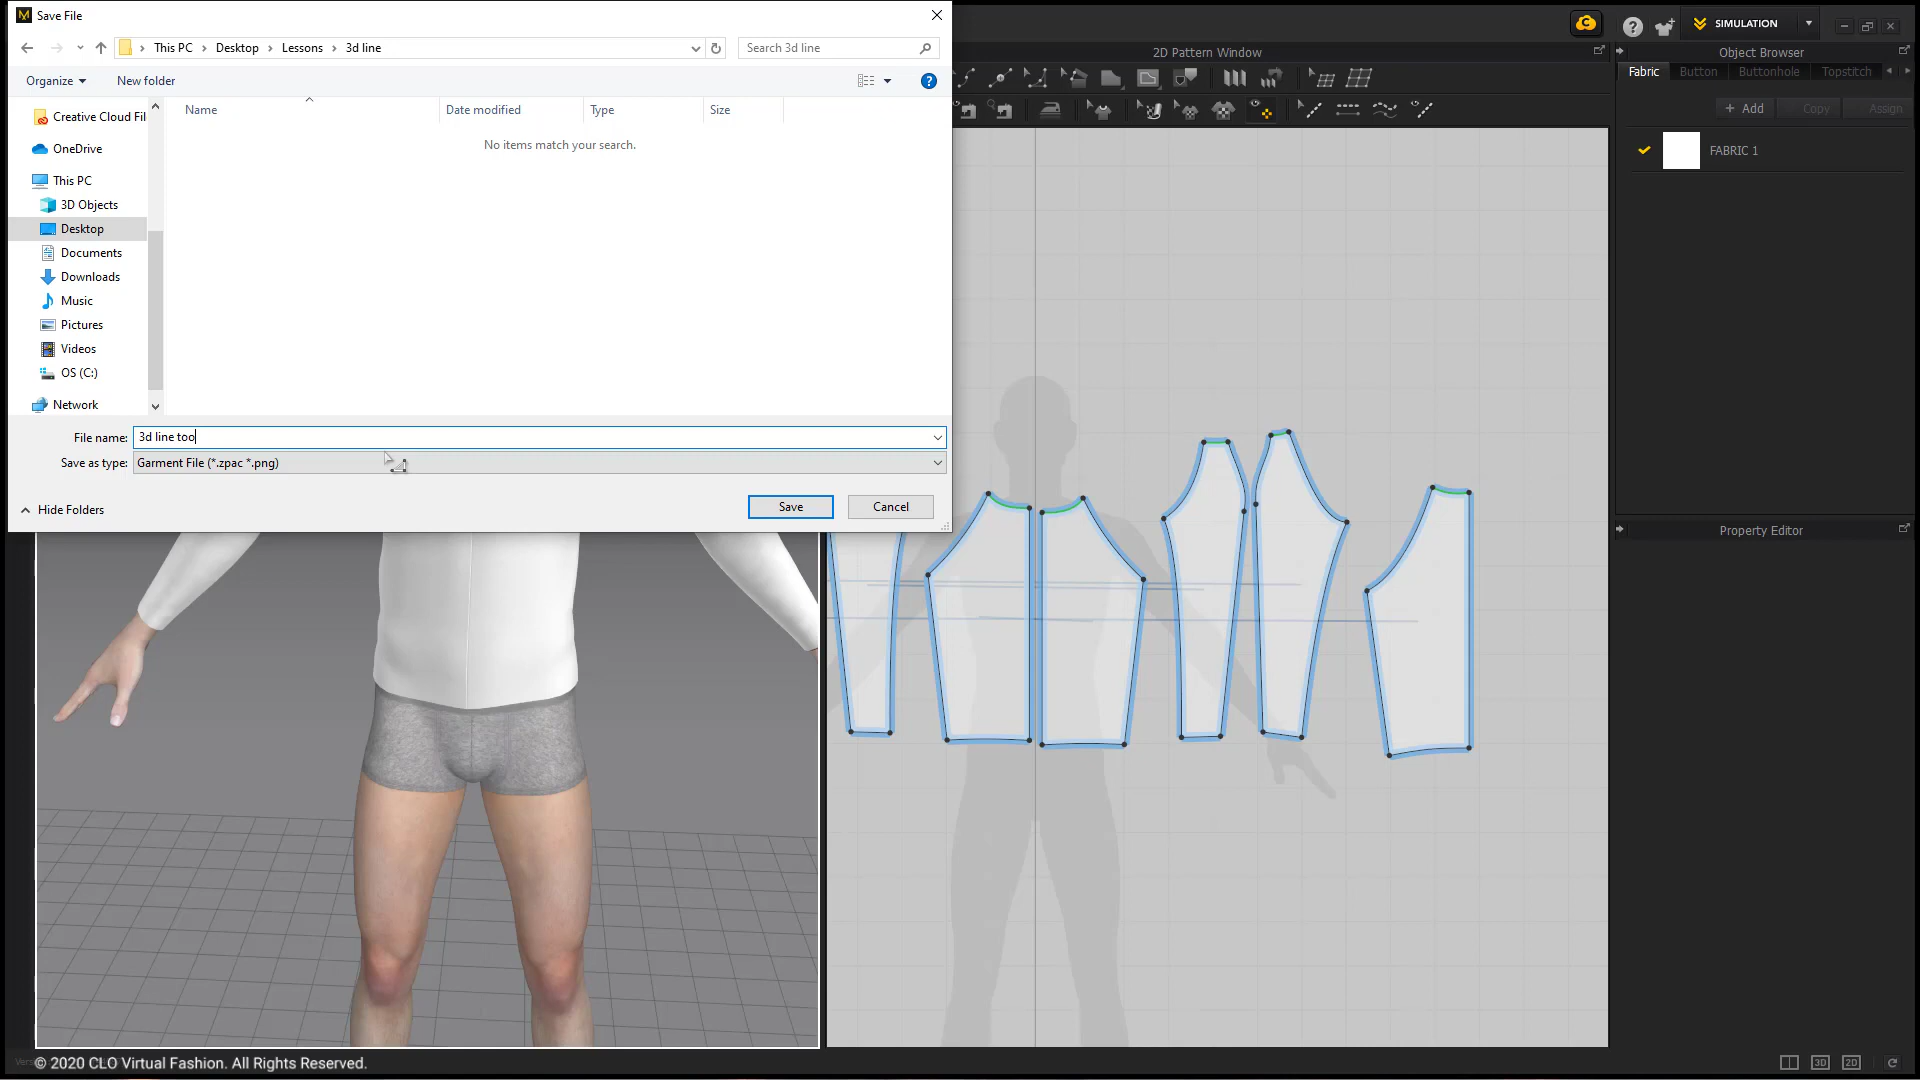 Save File
This PC > Desktop > Lessons > 3d line
Search 3d line
Organize
New folder
Creative Cloud Fil
OneDrive
This PC
3D Objects
Desktop
Documents
Downloads
Music
Pictures
Videos
OS (C:)
Network
Name
Date modified
Type
Size
No items match your search.
File name: 3d line too
Save as type: Garment File (*.zpac *.png)
Hide Folders
Save
Cancel
SIMULATION
2D Pattern Window
Object Browser
Fabric
Button
Buttonhole
Topstitch
+ Add
Copy
Assign
FABRIC 1
Property Editor
© 2020 CLO Virtual Fashion. All Rights Reserved.
3D
2D